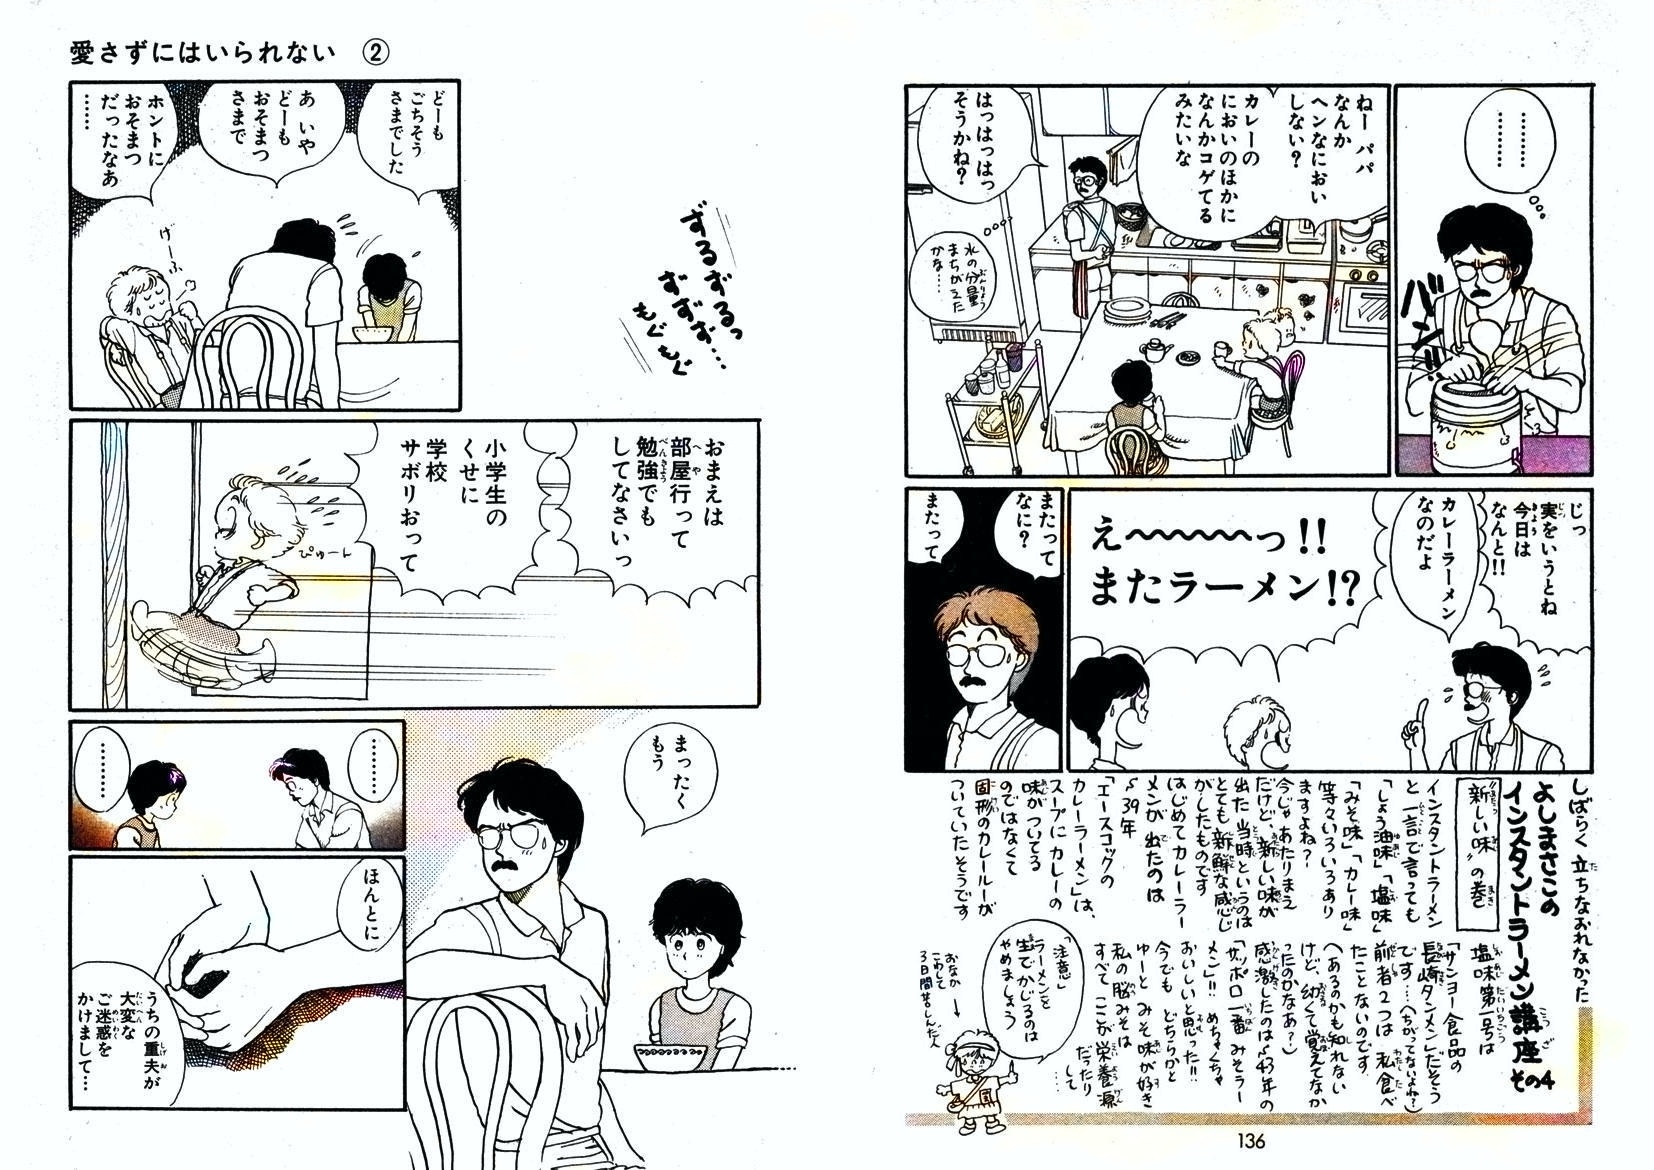 …………
ねー パパ
なんか
ヘンなにおい
しない?
カレーの
においのほかに
なんかコゲてる
みたいな
はっはっはっ
そうかね?
水の分量
まちがえた
かな……
バンッ
じっ
実をいうとね
今日は
なんと!!
カレーラーメン
なのだよ
え〜〜〜〜〜っ!!
またラーメン!?
またって
なに?
またって
しばらく立ちなおれなかった
よしまさこの
インスタントラーメン講座 その4
"新しい味"の巻
インスタントラーメン
と一言で言っても
「しょう油味」「塩味」
「みそ味」「カレー味」
等々いろいろあり
ますよね?
今じゃあたりまえ
だけど、新しい味が
出た当時というのは
とても新鮮な感じ
がしたものです
はじめてカレーラー
メンが出たのは
S39年
「エースコックの
カレーラーメン」は、
スープにカレーの
味がついてる
のではなくて
固形のカレールーが
ついていたそうです
塩味第一号は
「サンヨー食品の
長崎タンメン」だそう
です…(ちがってないよね?)
前者2つは 私食べ
たことないのです
(あるのかも知れない
けど、幼くて覚えてなか
ったのかなあ?)
感激したのはS43年の
「サッポロ一番みそラー
メン」!! めちゃくちゃ
おいしいと思った!!
今でも どちらかと
ゆーと みそ味が好き
私の脳みそは
すべてここが栄養源
だったり
して……
「注意」
ラーメンを
生でかじるのは
やめましょう
おなか
こわして
3日間苦しんだ人
136
愛さずにはいられない ②
ずるずるっ
ずずず…
もぐもぐ
どーも
ごちそう
さまでした
あ いや
どーも
おそまつ
さまで
ホントに
おそまつ
だったなあ
……
げーふ
おまえは
部屋行って
勉強でも
してなさいっ
小学生の
くせに
学校
サボりおって
ぴゅーん
まったく
もう
………
………
ほんとに
うちの重夫が
大変な
ご迷惑を
かけまして…